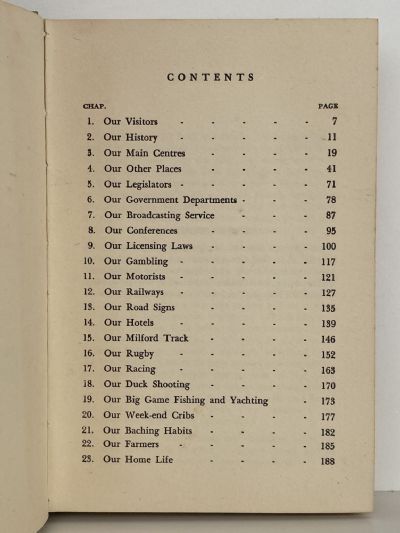 CONTENTS
CHAP. PAGE
1. Our Visitors - - - - - 7
2. Our History - - - - - 11
3. Our Main Centres - - - - 19
4. Our Other Places - - - - 41
5. Our Legislators - - - - - 71
6. Our Government Departments - - - 78
7. Our Broadcasting Service - - - 87
8. Our Conferences - - - - 95
9. Our Licensing Laws - - - - 100
10. Our Gambling - - - - - 117
11. Our Motorists - - - - - 121
12. Our Railways - - - - - 127
13. Our Road Signs - - - - 135
14. Our Hotels - - - - - 139
15. Our Milford Track - - - - 146
16. Our Rugby - - - - - 152
17. Our Racing - - - - - 163
18. Our Duck Shooting - - - - 170
19. Our Big Game Fishing and Yachting - 173
20. Our Week-end Cribs - - - - 177
21. Our Baching Habits - - - - 182
22. Our Farmers - - - - - 185
23. Our Home Life - - - - 188